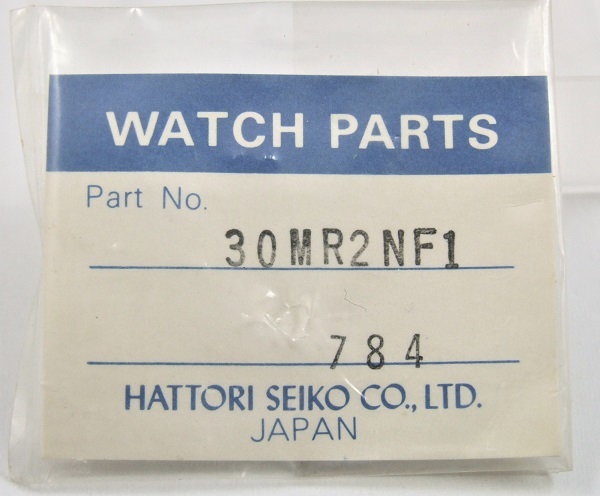 WATCH PARTS
Part No.
30MR2NF1
784
HATTORI SEIKO CO., LTD.
JAPAN